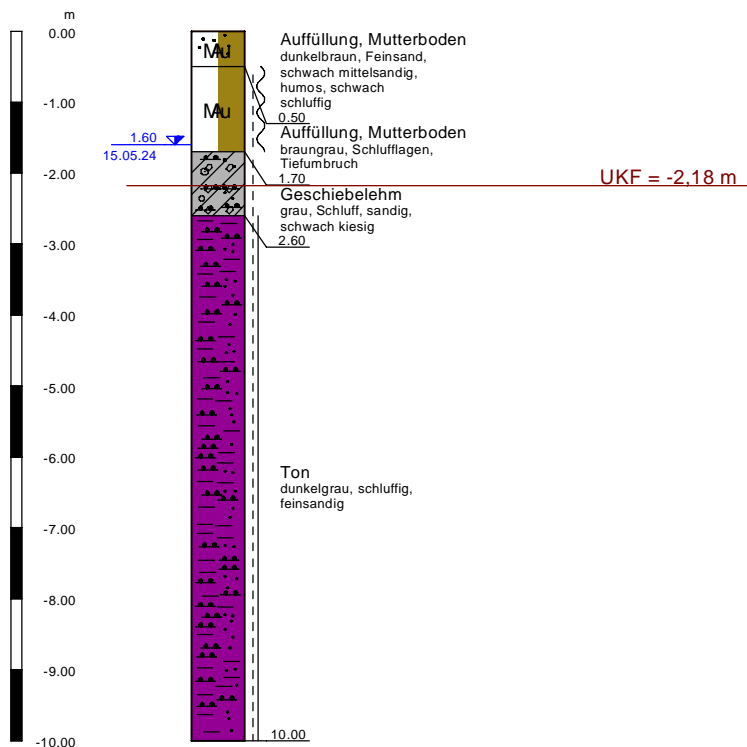 m
0.00
-1.00
-2.00
-3.00
-4.00
-5.00
-6.00
-7.00
-8.00
-9.00
-10.00
1.60
15.05.24
Mu
Mu
Auffüllung, Mutterboden
dunkelbraun, Feinsand,
schwach mittelsandig,
humos, schwach
schluffig
0.50
Auffüllung, Mutterboden
braungrau, Schlufflagen,
Tiefumbruch
1.70
UKF = -2,18 m
Geschiebelehm
grau, Schluff, sandig,
schwach kiesig
2.60
Ton
dunkelgrau, schluffig,
feinsandig
10.00